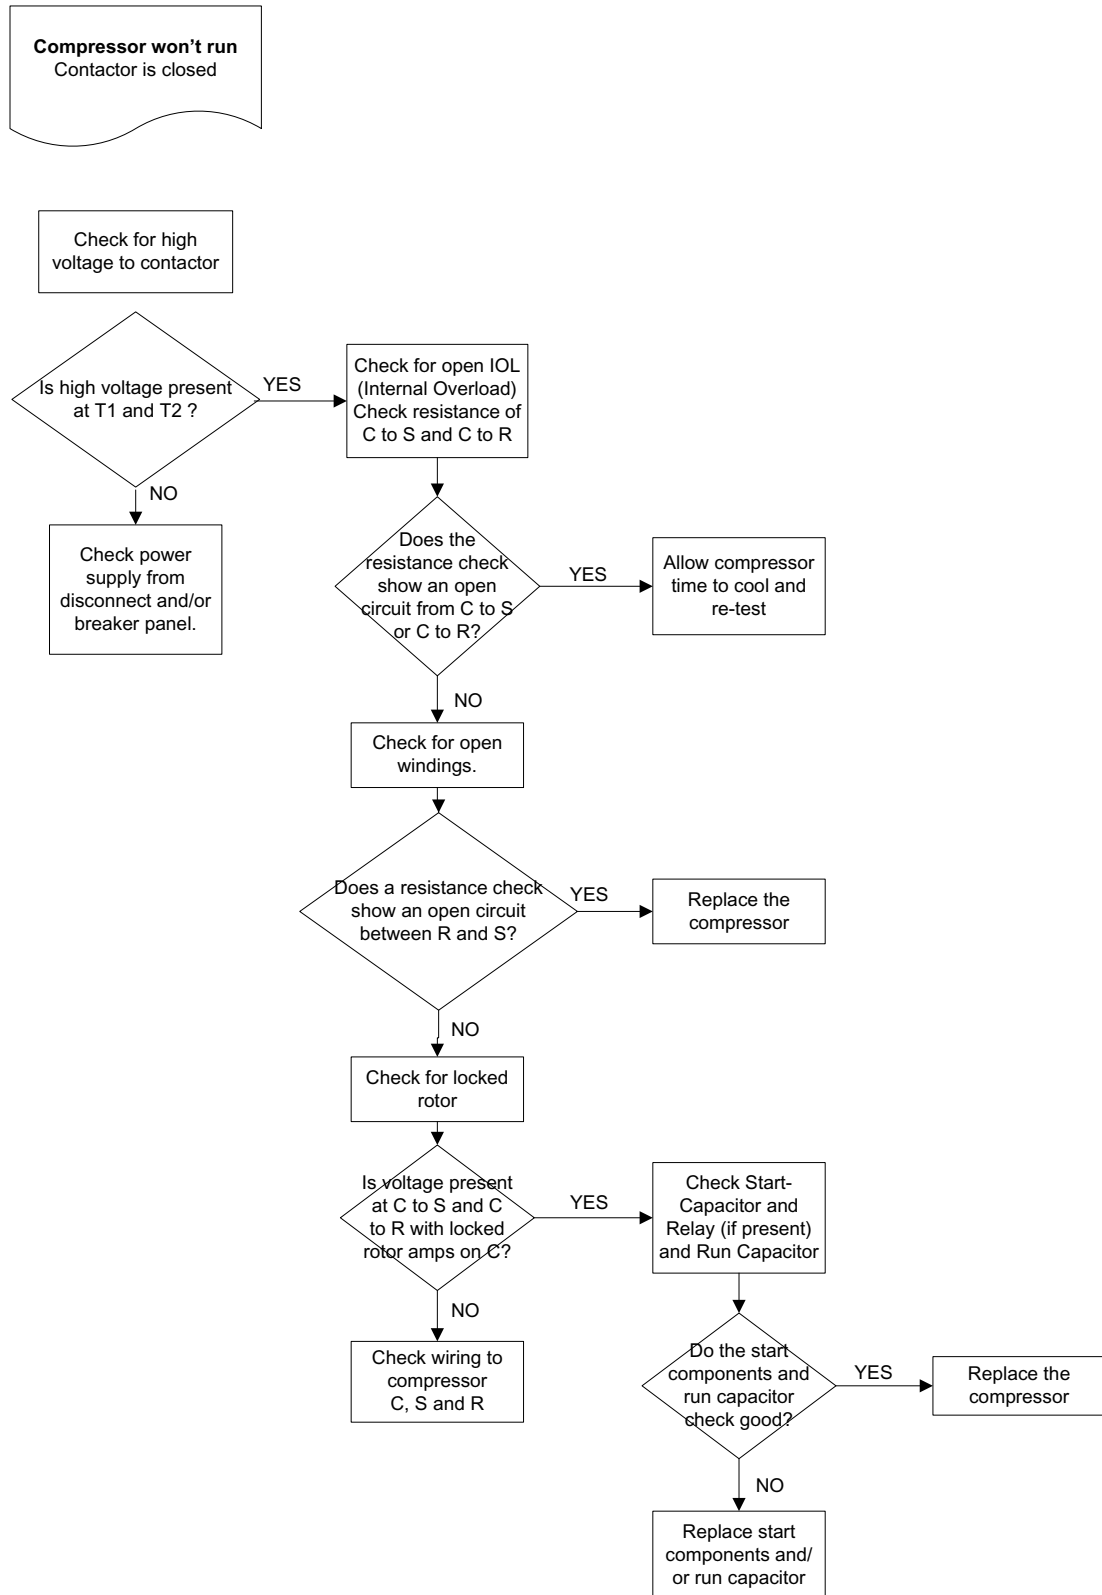 Compressor won't run
Contactor is closed
Check for high
voltage to contactor
Is high voltage present
at T1 and T2 ?
YES
NO
Check power
supply from
disconnect and/or
breaker panel.
Check for open IOL
(Internal Overload)
Check resistance of
C to S and C to R
Does the
resistance check
show an open
circuit from C to S
or C to R?
YES
Allow compressor
time to cool and
re-test
NO
Check for open
windings.
Does a resistance check
show an open circuit
between R and S?
YES
Replace the
compressor
NO
Check for locked
rotor
Is voltage present
at C to S and C
to R with locked
rotor amps on C?
YES
NO
Check wiring to
compressor
C, S and R
Check Start-
Capacitor and
Relay (if present)
and Run Capacitor
Do the start
components and
run capacitor
check good?
YES
Replace the
compressor
NO
Replace start
components and/
or run capacitor